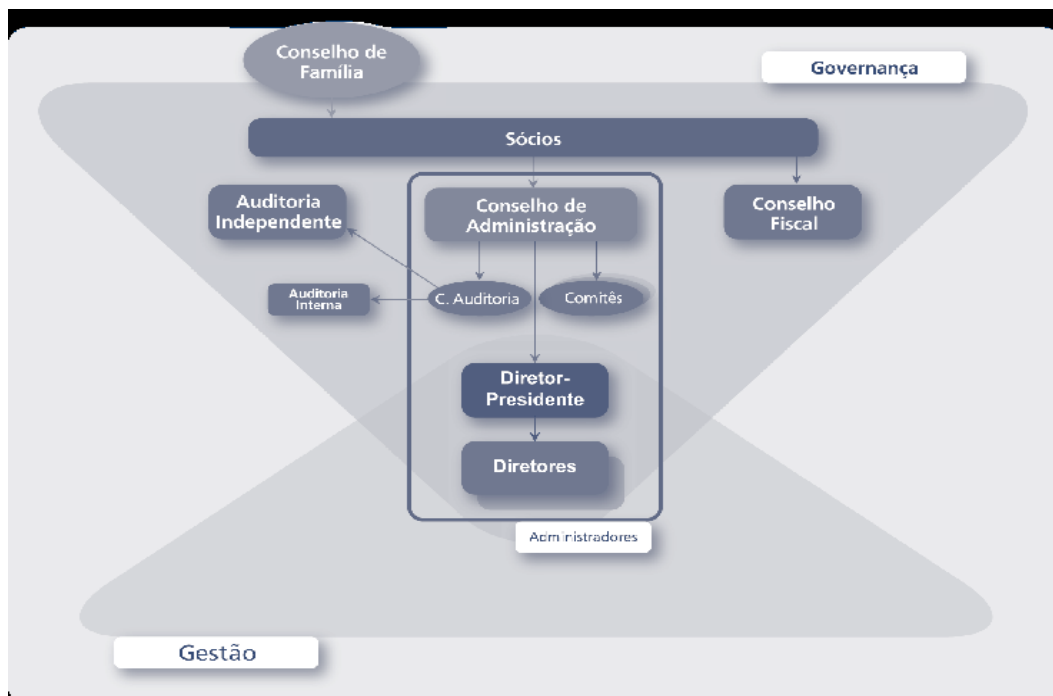 Conselho de
Família
Governança
Sócios
Auditoria
Independente
Conselho de
Administração
Conselho
Fiscal
Auditoria
Interna
C. Auditoria
Comitês
Diretor-
Presidente
Diretores
Administradores
Gestão